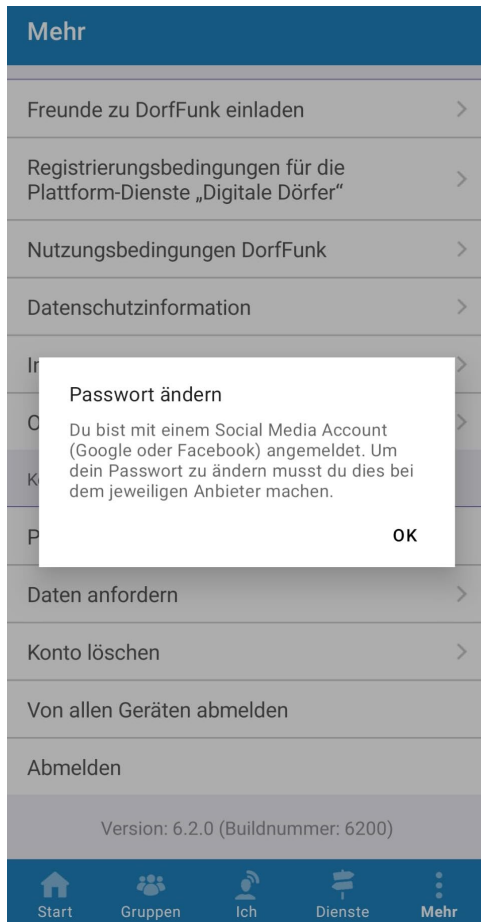 Mehr
Freunde zu DorfFunk einladen
Registrierungsbedingungen für die
Plattform-Dienste „Digitale Dörfer“
Nutzungsbedingungen DorfFunk
Datenschutzinformation
Passwort ändern
Du bist mit einem Social Media Account
(Google oder Facebook) angemeldet. Um
dein Passwort zu ändern musst du dies bei
dem jeweiligen Anbieter machen.
OK
Daten anfordern
Konto löschen
Von allen Geräten abmelden
Abmelden
Version: 6.2.0 (Buildnummer: 6200)
Start Gruppen Ich Dienste Mehr